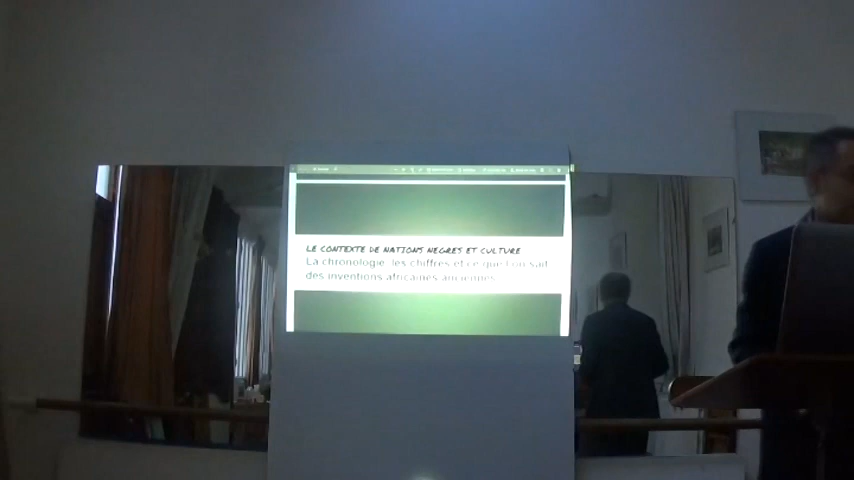 LE CONTEXTE DE NATIONS NEGRES ET CULTURE
La chronologie, les chiffres et ce que l'on sait
des inventions africaines anciennes